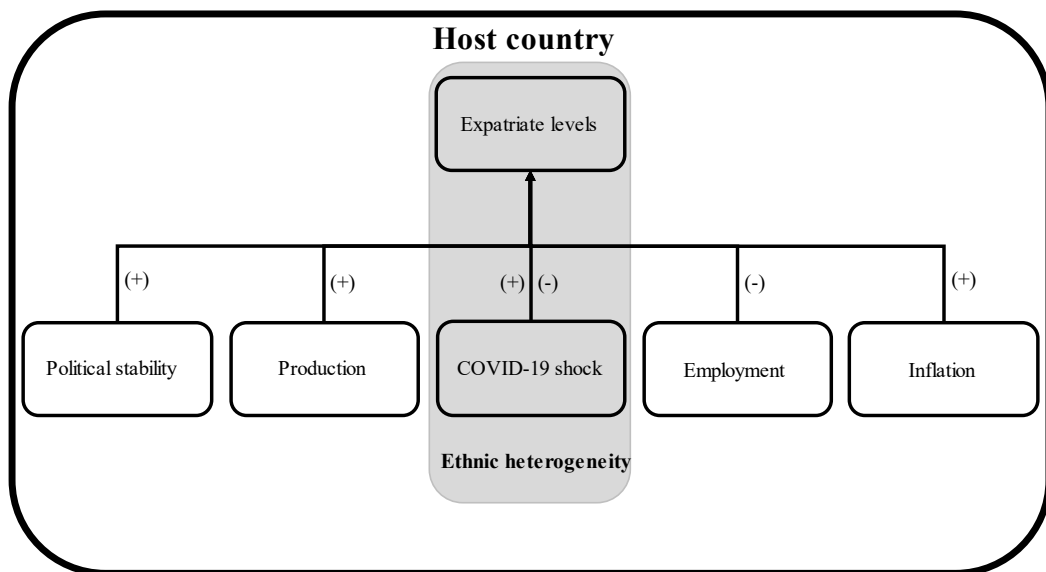 Host country
Expatriate levels
(+)
(+)
(+)
(-)
(-)
(+)
Political stability
Production
COVID-19 shock
Employment
Inflation
Ethnic heterogeneity